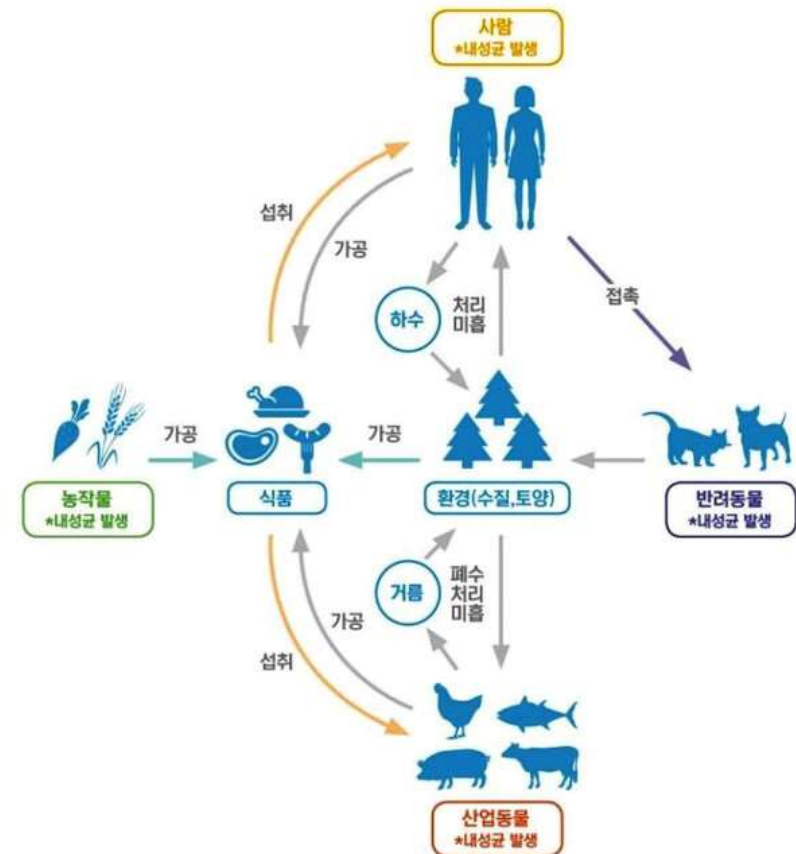 사람
*내성균 발생
섭취
가공
하수
처리
미흡
접촉
가공
가공
농작물
*내성균 발생
식품
환경(수질,토양)
반려동물
*내성균 발생
거름
폐수
처리
미흡
가공
섭취
산업동물
*내성균 발생